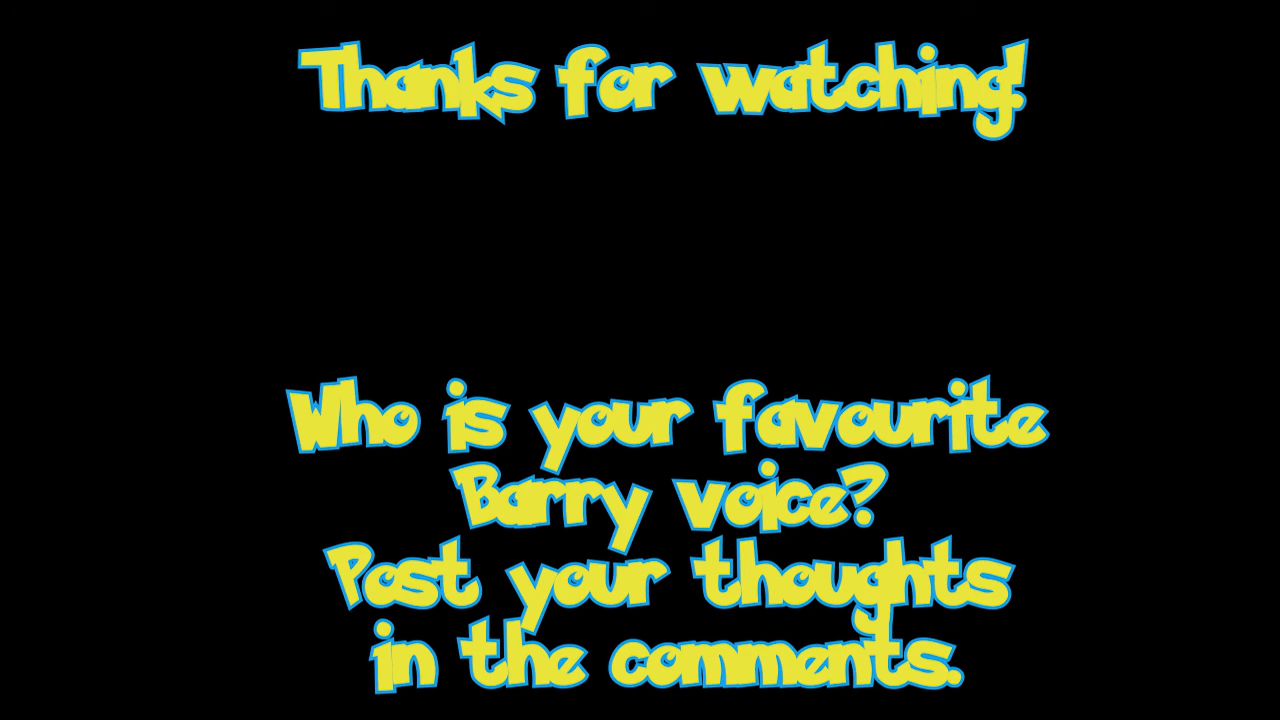 Thanks for watching!
Who is your favourite
Barry voice?
Post your thoughts
in the comments.